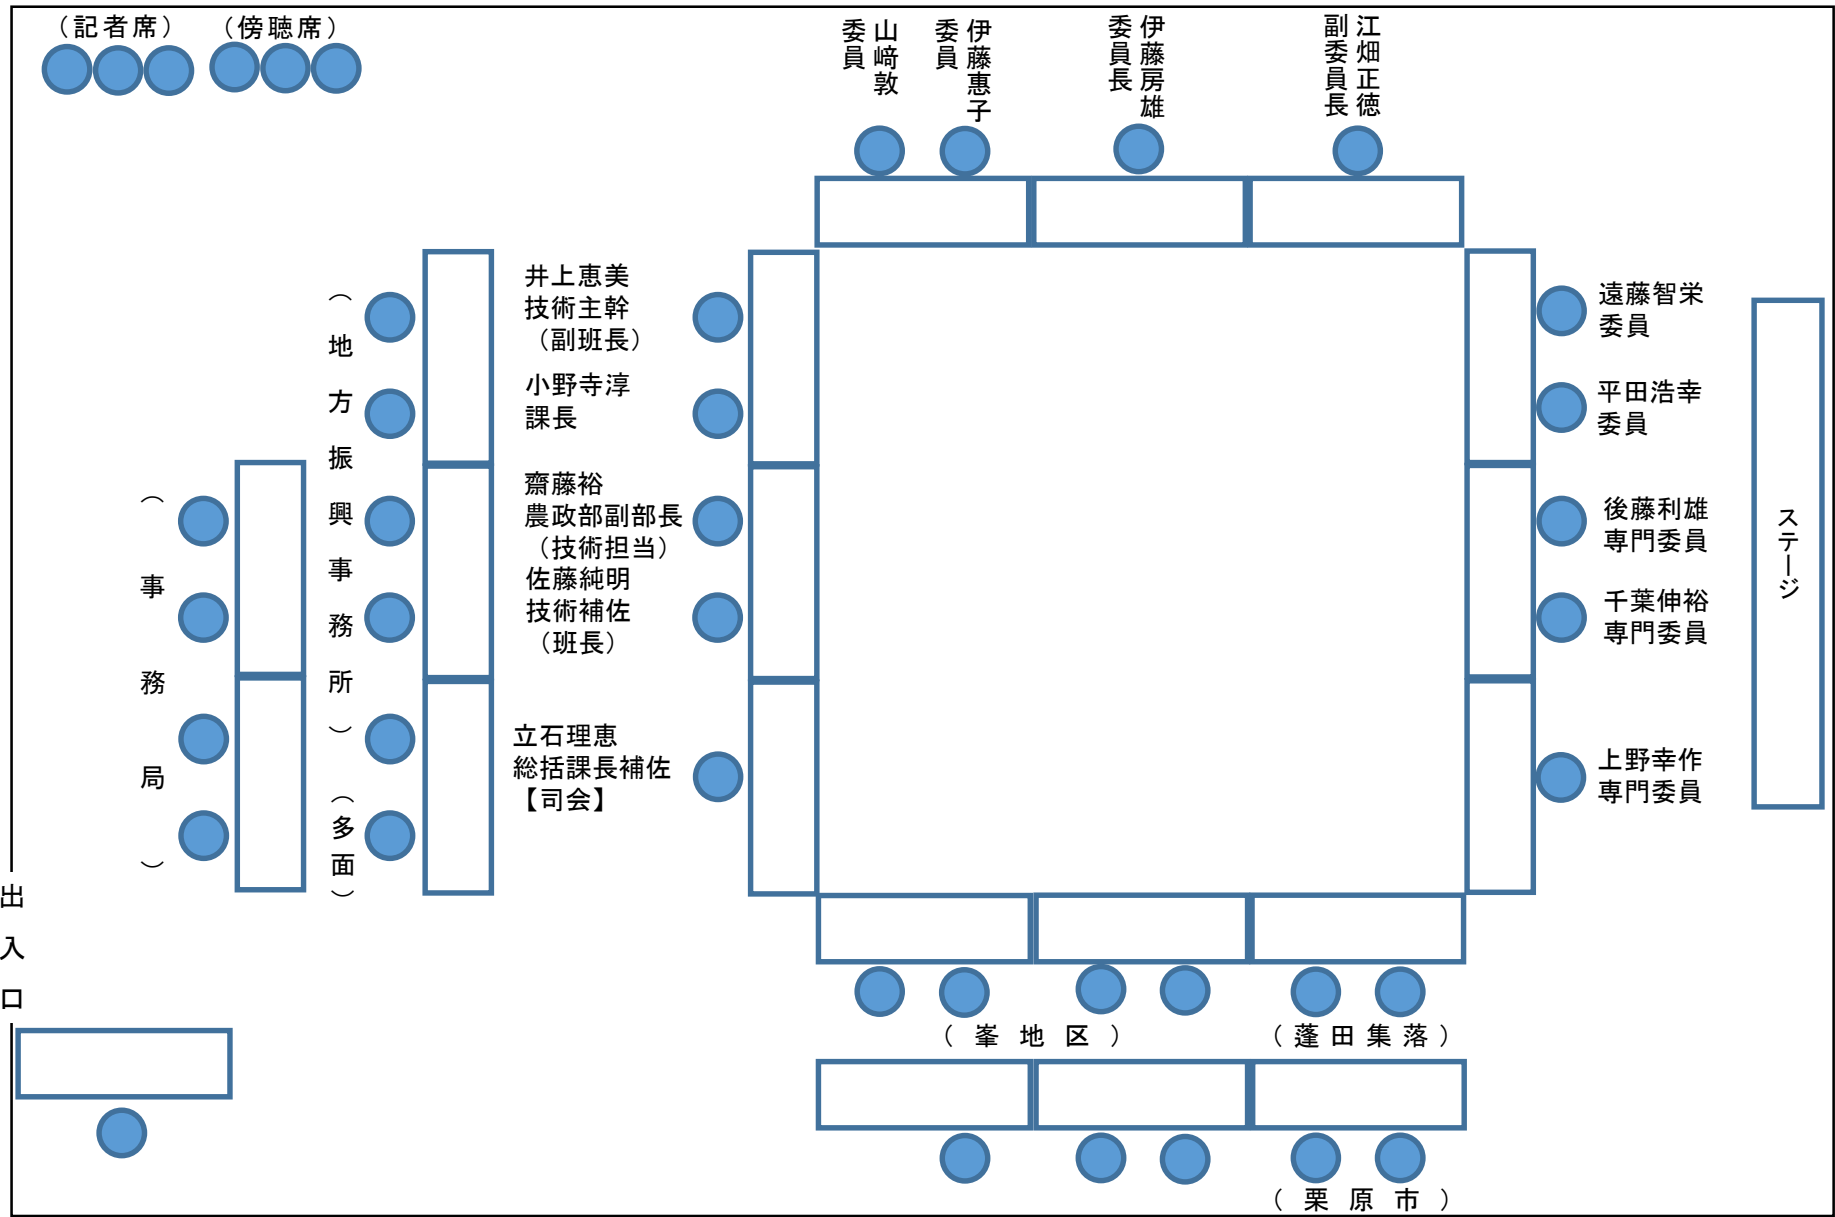 （記者席）
（傍聴席）
山﨑敦
委員
伊藤惠子
委員
伊藤房雄
委員長
江畑正徳
副委員長
井上恵美
技術主幹
（副班長）
小野寺淳
課長
齋藤裕
農政部副部長
（技術担当）
佐藤純明
技術補佐
（班長）
立石理恵
総括課長補佐
【司会】
遠藤智栄
委員
平田浩幸
委員
後藤利雄
専門委員
千葉伸裕
専門委員
上野幸作
専門委員
ステージ
（地方振興事務所）
（多面）
（事務局）
出入口
（峯地区）
（蓬田集落）
（栗原市）